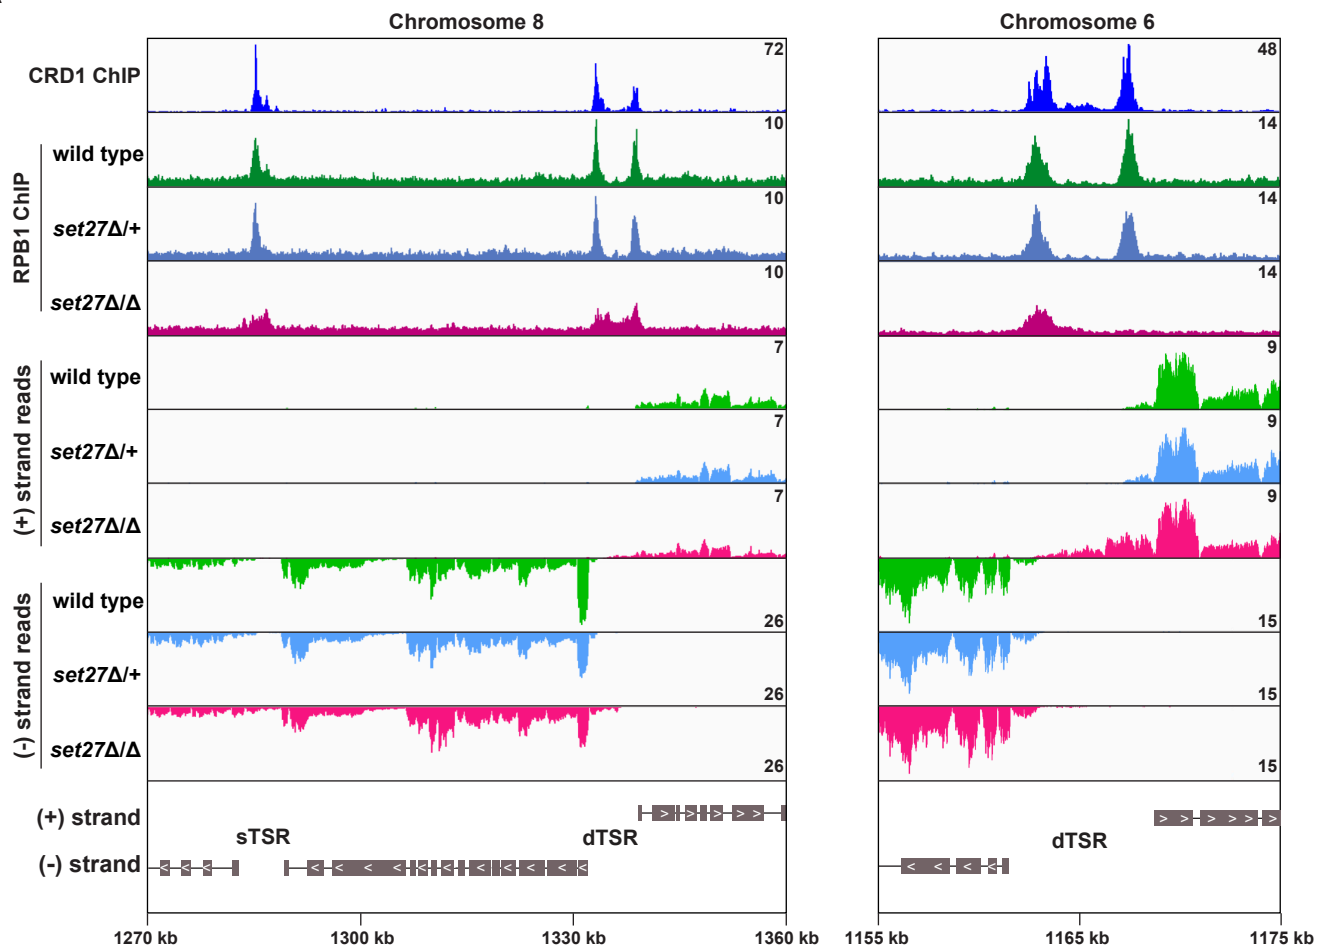 Chromosome 8
Chromosome 6
CRD1 ChIP
72
48
RPB1 ChIP
wild type
10
14
set27Δ/+
10
14
set27Δ/Δ
10
14
(+) strand reads
wild type
7
9
set27Δ/+
7
9
set27Δ/Δ
7
9
(-) strand reads
wild type
26
15
set27Δ/+
26
15
set27Δ/Δ
26
15
(+) strand
sTSR
dTSR
dTSR
(-) strand
1270 kb
1300 kb
1330 kb
1360 kb
1155 kb
1165 kb
1175 kb